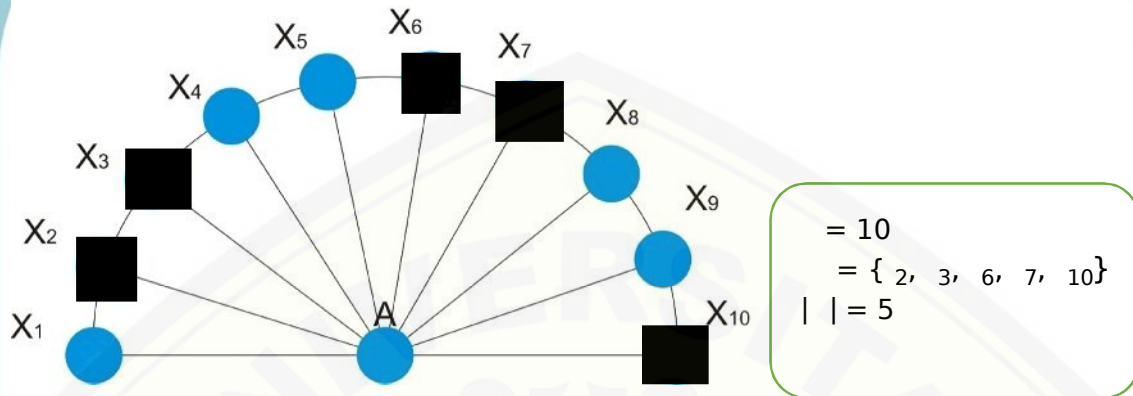 X6
X5
X7
X4
X8
X3
X9
X2
A
X10
X1
= 10
= { 2, 3, 6, 7, 10}
| | = 5